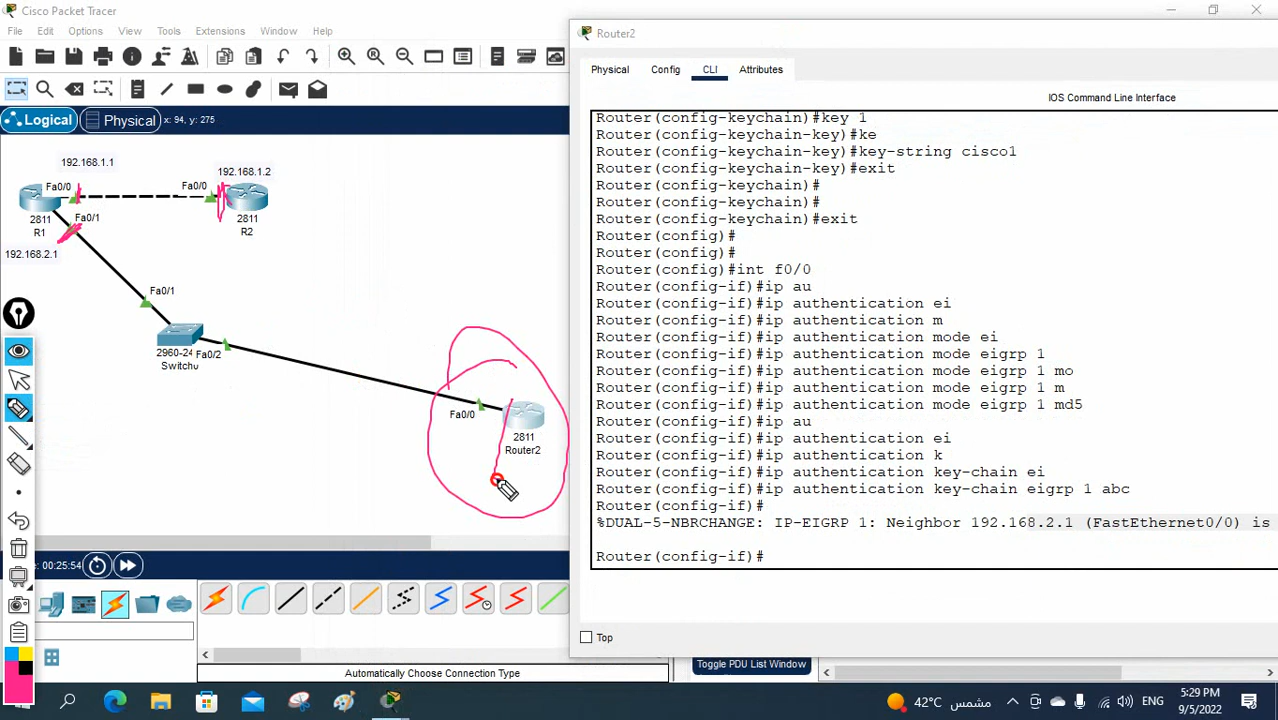 Cisco Packet Tracer
File Edit Options View Tools Extensions Window Help
Logical Physical x: 94, y: 275
192.168.1.1
192.168.1.2
Fa0/0
Fa0/0
2811
R1
2811
R2
Fa0/1
192.168.2.1
Fa0/1
2960-24
Fa0/2
Fa0/0
2811
Router2
00:25:54
Automatically Choose Connection Type
Router2
Physical Config CLI Attributes
IOS Command Line Interface
Router(config-keychain)#key 1
Router(config-keychain-key)#ke
Router(config-keychain-key)#key-string cisco1
Router(config-keychain-key)#exit
Router(config-keychain)#
Router(config-keychain)#
Router(config-keychain)#exit
Router(config)#
Router(config)#
Router(config)#int f0/0
Router(config-if)#ip au
Router(config-if)#ip authentication ei
Router(config-if)#ip authentication m
Router(config-if)#ip authentication mode ei
Router(config-if)#ip authentication mode eigrp 1
Router(config-if)#ip authentication mode eigrp 1 mo
Router(config-if)#ip authentication mode eigrp 1 m
Router(config-if)#ip authentication mode eigrp 1 md5
Router(config-if)#ip au
Router(config-if)#ip authentication ei
Router(config-if)#ip authentication k
Router(config-if)#ip authentication key-chain ei
Router(config-if)#ip authentication key-chain eigrp 1 abc
Router(config-if)#
%DUAL-5-NBRCHANGE: IP-EIGRP 1: Neighbor 192.168.2.1 (FastEthernet0/0) is
Router(config-if)#
Top
Toggle PDU List Window
42°C مشمس
ENG
5:29 PM
9/5/2022